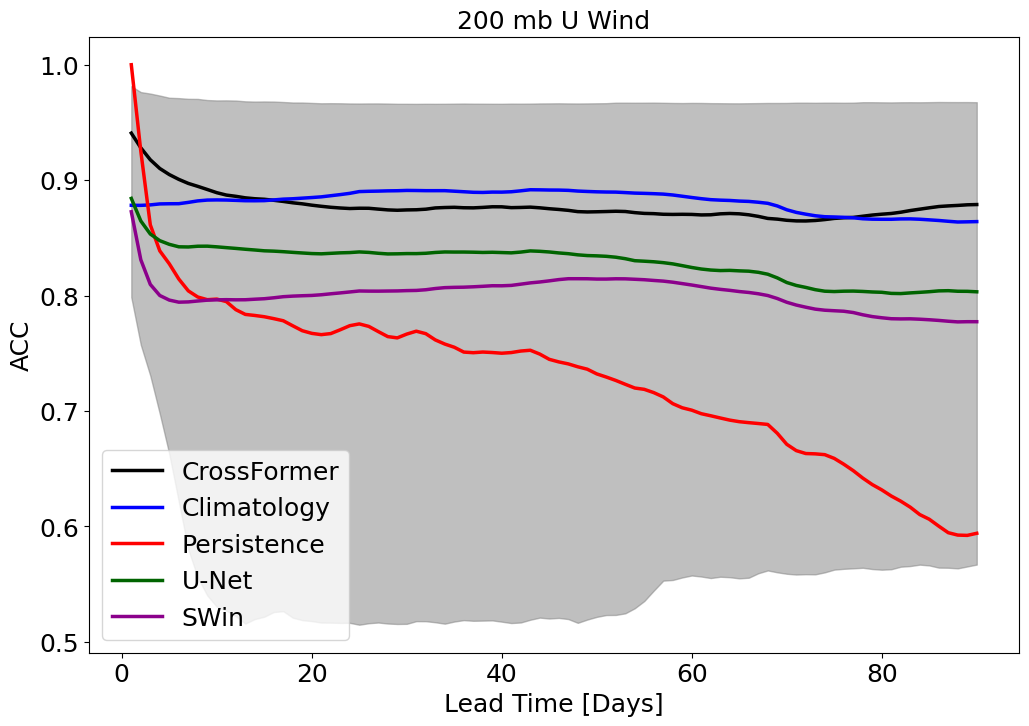 200 mb U Wind
1.0
0.9
0.8
0.7
0.6
0.5
ACC
CrossFormer
Climatology
Persistence
U-Net
SWin
0 20 40 60 80
Lead Time [Days]